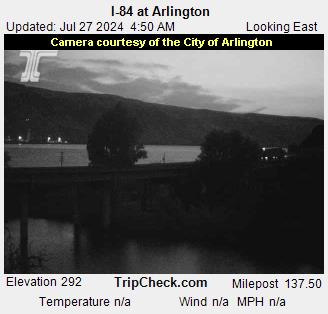 I-84 at Arlington
Updated: Jul 27 2024 4:50 AM Looking East
Camera courtesy of the City of Arlington
Elevation 292 TripCheck.com Milepost 137.50
Temperature n/a Wind n/a MPH n/a